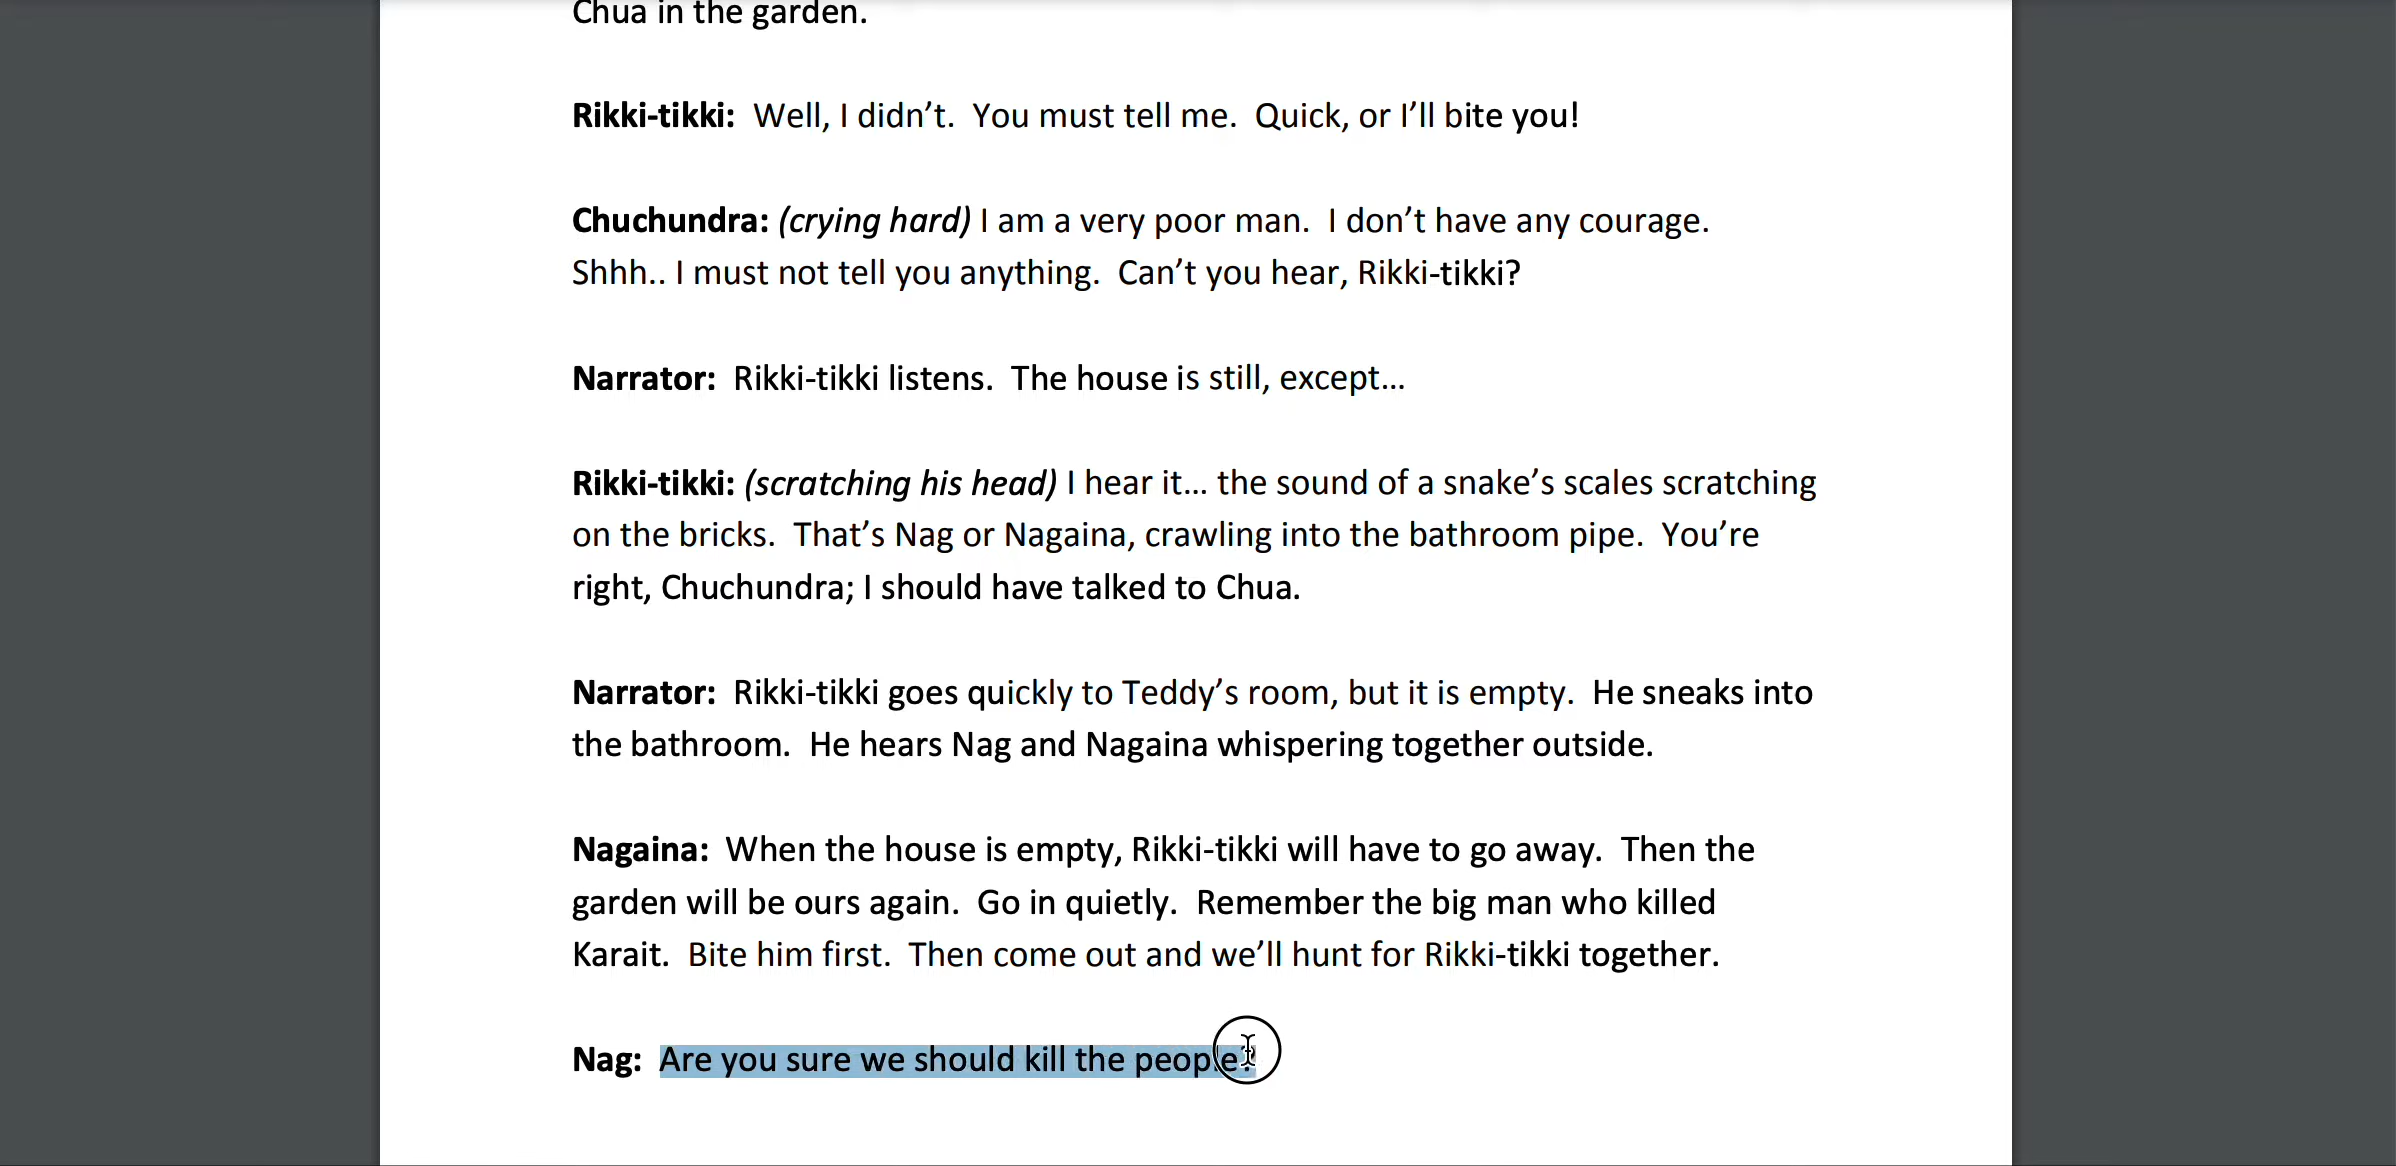 Chua in the garden.
Rikki-tikki:  Well, I didn’t.  You must tell me.  Quick, or I’ll bite you!
Chuchundra: (crying hard) I am a very poor man.  I don’t have any courage.
Shhh.. I must not tell you anything.  Can’t you hear, Rikki-tikki?
Narrator:  Rikki-tikki listens.  The house is still, except…
Rikki-tikki: (scratching his head) I hear it… the sound of a snake’s scales scratching
on the bricks.  That’s Nag or Nagaina, crawling into the bathroom pipe.  You’re
right, Chuchundra; I should have talked to Chua.
Narrator:  Rikki-tikki goes quickly to Teddy’s room, but it is empty.  He sneaks into
the bathroom.  He hears Nag and Nagaina whispering together outside.
Nagaina:  When the house is empty, Rikki-tikki will have to go away.  Then the
garden will be ours again.  Go in quietly.  Remember the big man who killed
Karait.  Bite him first.  Then come out and we’ll hunt for Rikki-tikki together.
Nag:  Are you sure we should kill the people?